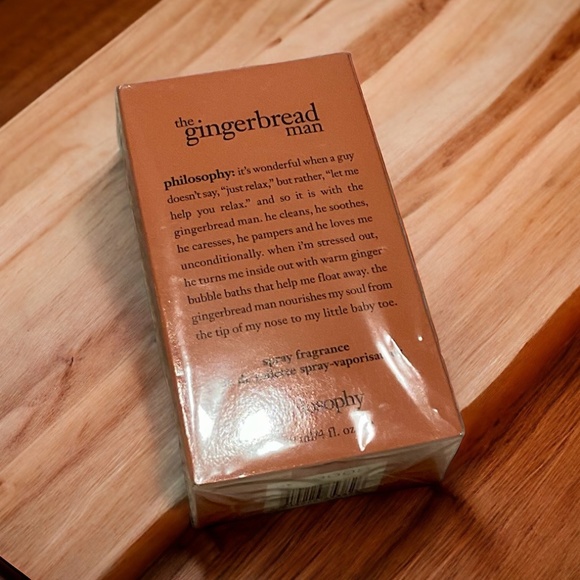 the
gingerbread
man
philosophy: it's wonderful when a guy
doesn't say, "just relax," but rather, "let me
help you relax." and so it is with the
gingerbread man. he cleans, he soothes,
he caresses, he pampers and he loves me
unconditionally. when i'm stressed out,
he turns me inside out with warm ginger
bubble baths that help me float away. the
gingerbread man nourishes my soul from
the tip of my nose to my little baby toe.
spray fragrance
spray-vaporisa
osophy
ml/4 fl. oz